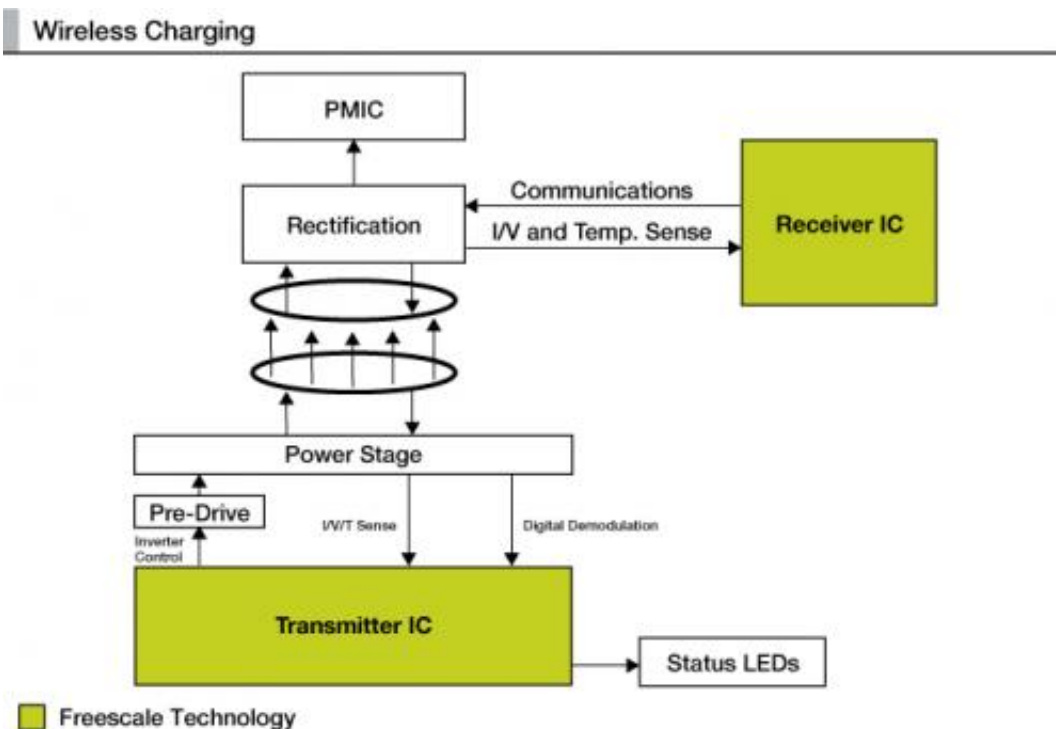 Wireless Charging
PMIC
Rectification
Communications
I/V and Temp. Sense
Receiver IC
Power Stage
Pre-Drive
Inverter
Control
I/V/T Sense
Digital Demodulation
Transmitter IC
Status LEDs
Freescale Technology